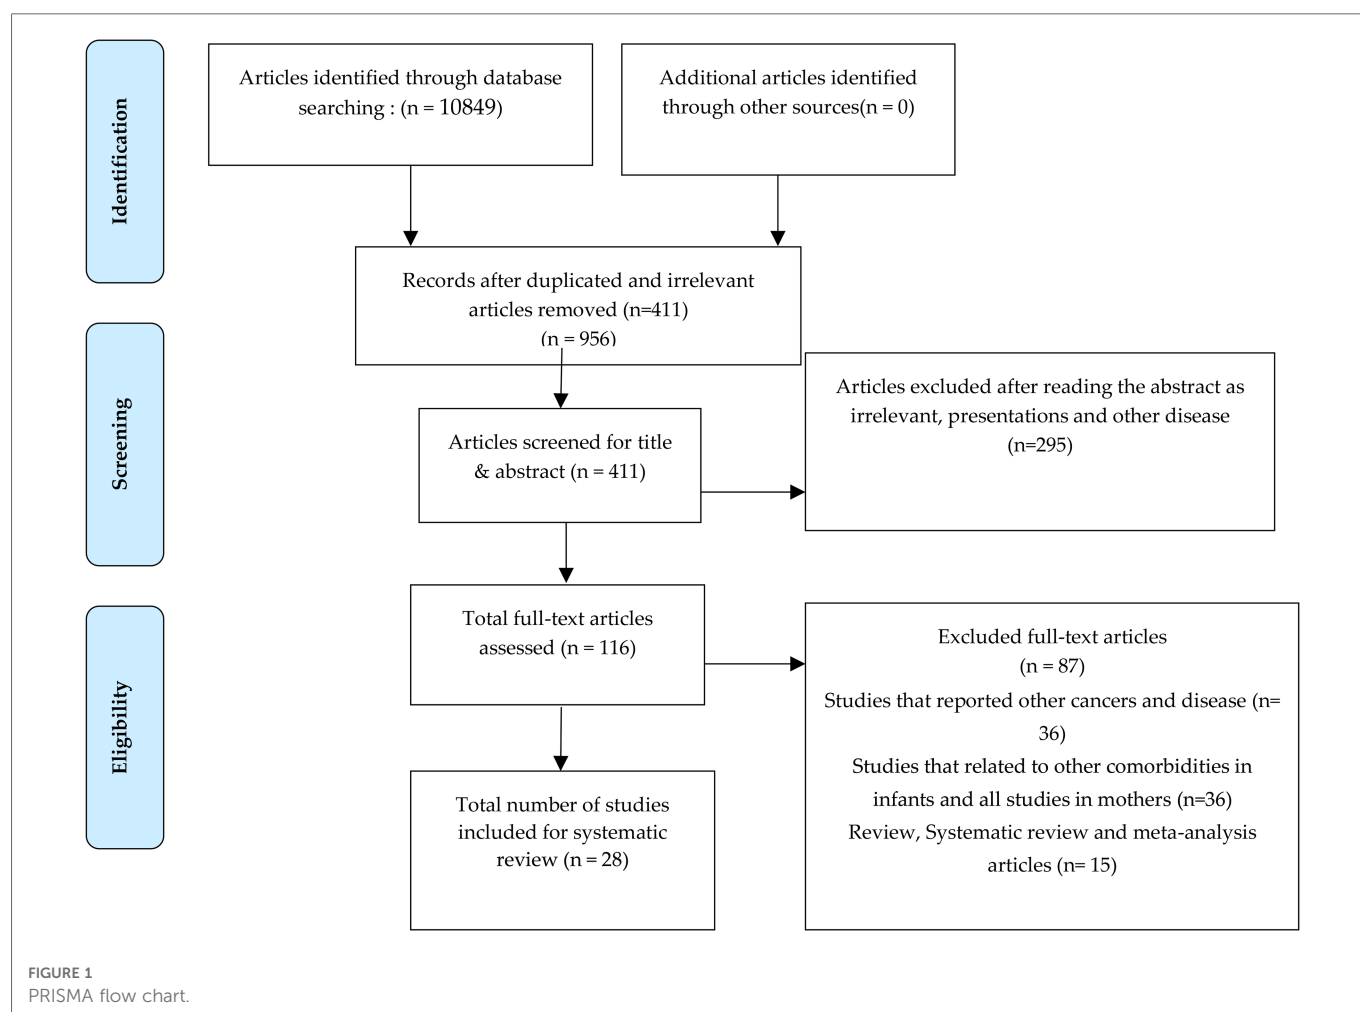 Identification
Articles identified through database
searching : (n = 10849)
Additional articles identified
through other sources(n = 0)
Records after duplicated and irrelevant
articles removed (n=411)
(n = 956)
Screening
Articles screened for title
& abstract (n = 411)
Articles excluded after reading the abstract as
irrelevant, presentations and other disease
(n=295)
Eligibility
Total full-text articles
assessed (n = 116)
Excluded full-text articles
(n = 87)
Studies that reported other cancers and disease (n=
36)
Studies that related to other comorbidities in
infants and all studies in mothers (n=36)
Review, Systematic review and meta-analysis
articles (n= 15)
Total number of studies
included for systematic
review (n = 28)
FIGURE 1
PRISMA flow chart.